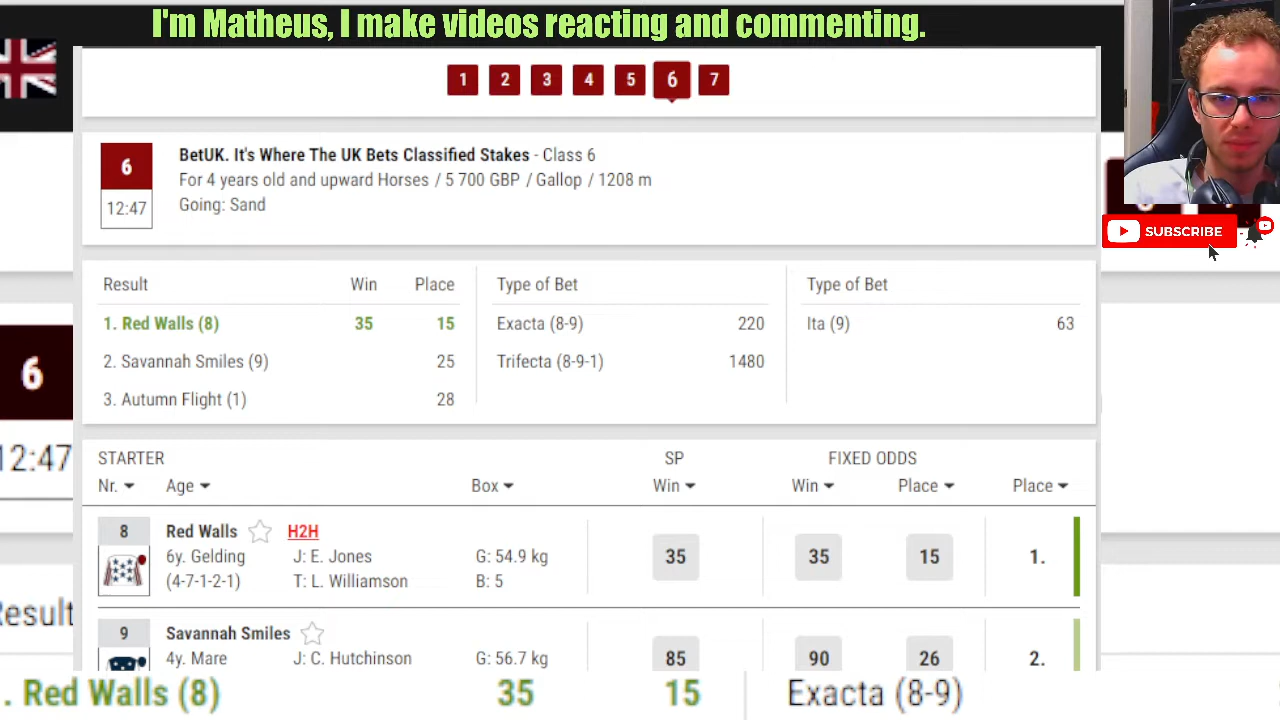 I'm Matheus, I make videos reacting and commenting.
1 2 3 4 5 6 7
6
12:47
BetUK. It's Where The UK Bets Classified Stakes - Class 6
For 4 years old and upward Horses / 5 700 GBP / Gallop / 1208 m
Going: Sand
SUBSCRIBE
Result Win Place
1. Red Walls (8) 35 15
2. Savannah Smiles (9) 25
3. Autumn Flight (1) 28
Type of Bet
Exacta (8-9) 220
Trifecta (8-9-1) 1480
Type of Bet
Ita (9) 63
6
12:47
Result
STARTER SP FIXED ODDS
Nr. Age Box Win Win Place Place
8 Red Walls H2H
6y. Gelding J: E. Jones G: 54.9 kg 35 35 15 1.
(4-7-1-2-1) T: L. Williamson B: 5
9 Savannah Smiles
4y. Mare J: C. Hutchinson G: 56.7 kg 85 90 26 2.
. Red Walls (8) 35 15 Exacta (8-9)